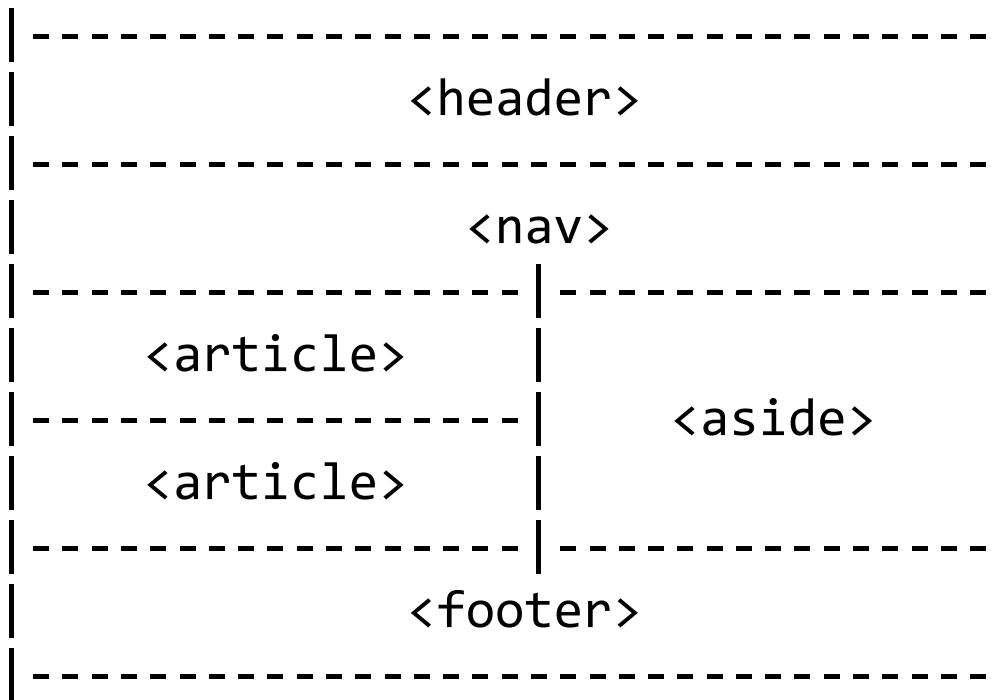 <header>
<nav>
<article>
<aside>
<article>
<footer>